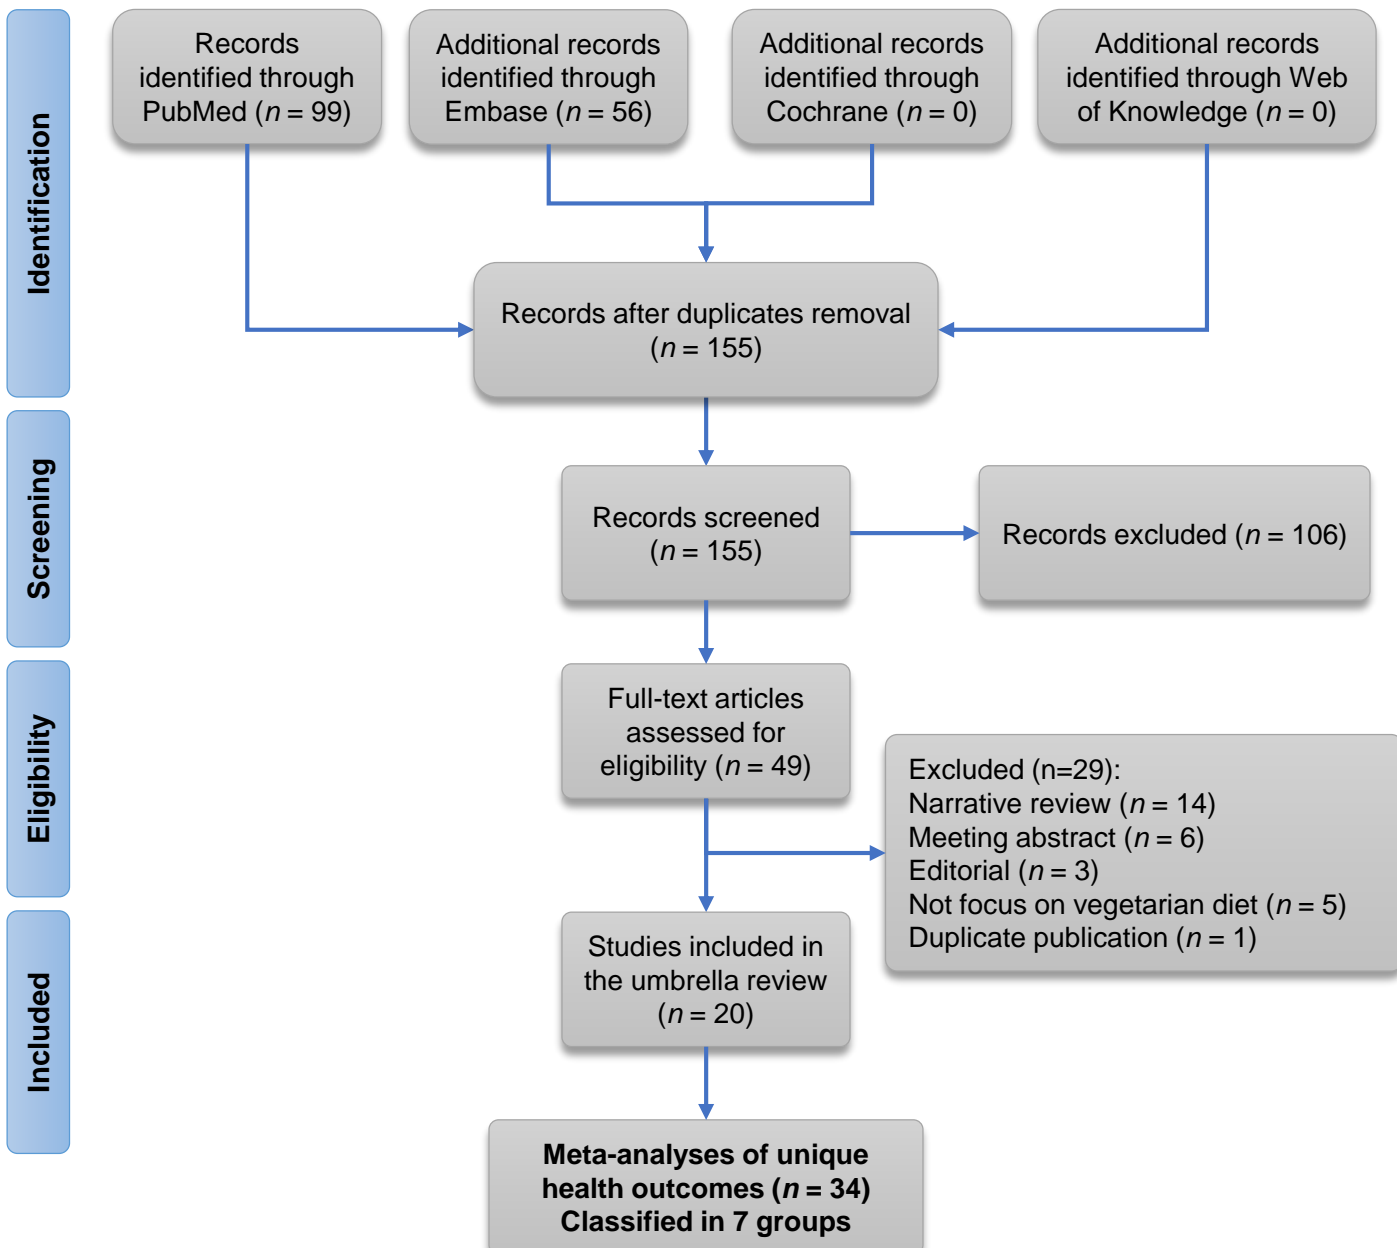 Identification
Records
identified through
PubMed (n = 99)
Additional records
identified through
Embase (n = 56)
Additional records
identified through
Cochrane (n = 0)
Additional records
identified through Web
of Knowledge (n = 0)
Records after duplicates removal
(n = 155)
Screening
Records screened
(n = 155)
Records excluded (n = 106)
Eligibility
Full-text articles
assessed for
eligibility (n = 49)
Excluded (n=29):
Narrative review (n = 14)
Meeting abstract (n = 6)
Editorial (n = 3)
Not focus on vegetarian diet (n = 5)
Duplicate publication (n = 1)
Included
Studies included in
the umbrella review
(n = 20)
Meta-analyses of unique
health outcomes (n = 34)
Classified in 7 groups